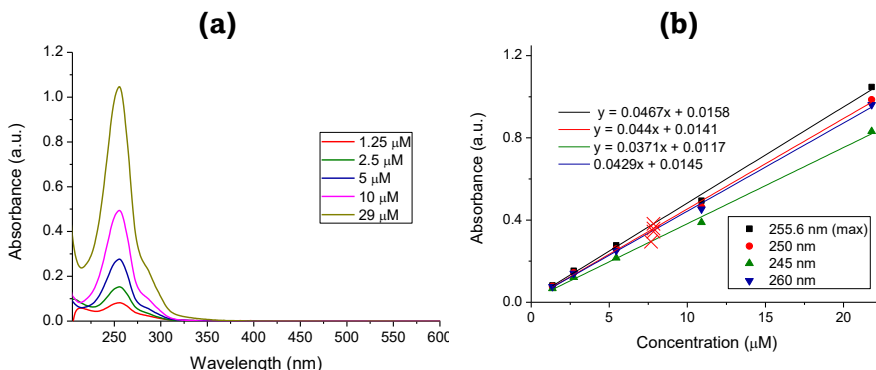 (a)
1.2
1.0
0.8
0.6
0.4
0.2
0.0
Absorbance (a.u.)
250 300 350 400 450 500 550 600
Wavelength (nm)
1.25 μM
2.5 μM
5 μM
10 μM
29 μM
(b)
1.2
0.8
0.4
0.0
Absorbance (a.u.)
0 5 10 15 20
Concentration (μM)
y = 0.0467x + 0.0158
y = 0.044x + 0.0141
y = 0.0371x + 0.0117
0.0429x + 0.0145
255.6 nm (max)
250 nm
245 nm
260 nm